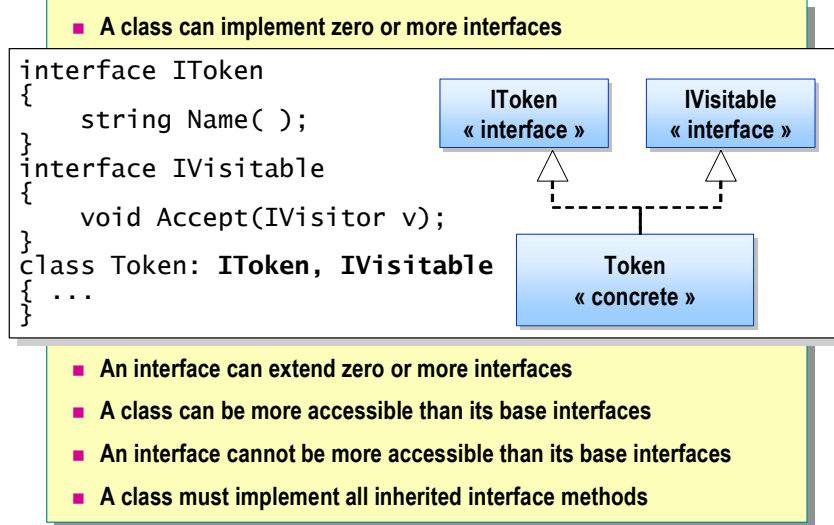 A class can implement zero or more interfaces
interface IToken
{
    string Name( );
}
interface IVisitable
{
    void Accept(IVisitor v);
}
class Token: IToken, IVisitable
{ ...
}
IToken
« interface »
IVisitable
« interface »
Token
« concrete »
An interface can extend zero or more interfaces
A class can be more accessible than its base interfaces
An interface cannot be more accessible than its base interfaces
A class must implement all inherited interface methods